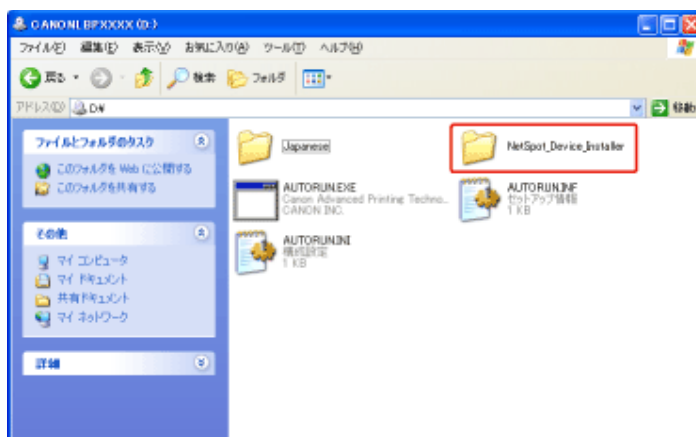 CANONLBPXXXX (D:)
ファイル(F) 編集(E) 表示(V) お気に入り(A) ツール(T) ヘルプ(H)
戻る 検索 フォルダ
アドレス(D) D:¥ 移動
ファイルとフォルダのタスク
このフォルダを Web に公開する
このフォルダを共有する
その他
マイ コンピュータ
マイ ドキュメント
共有ドキュメント
マイ ネットワーク
詳細
Japanese
NetSpot_Device_Installer
AUTORUN.EXE
Canon Advanced Printing Techno...
CANON INC.
AUTORUN.INF
セットアップ情報
1 KB
AUTORUN.INI
構成設定
1 KB